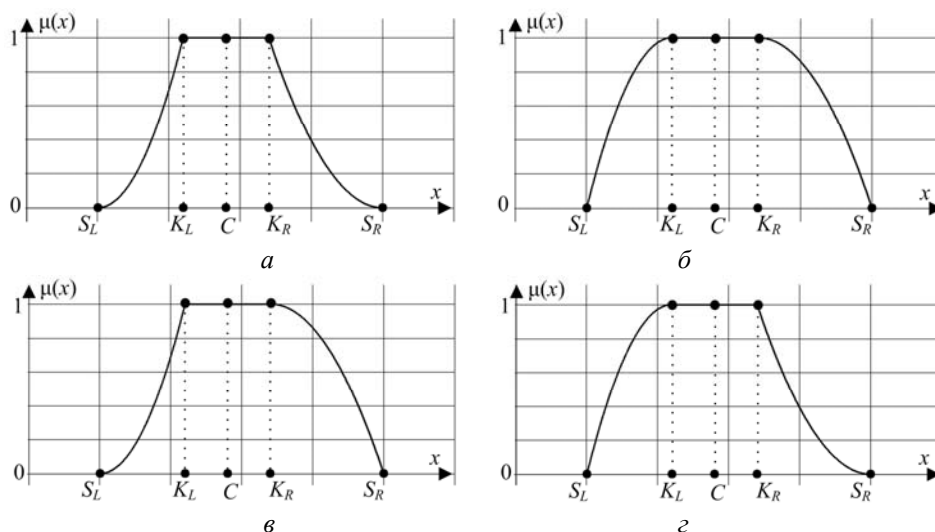 μ(x) μ(x)
1 1
0 x 0 x
S_L K_L C K_R S_R S_L K_L C K_R S_R
а б
μ(x) μ(x)
1 1
0 x 0 x
S_L K_L C K_R S_R S_L K_L C K_R S_R
в г